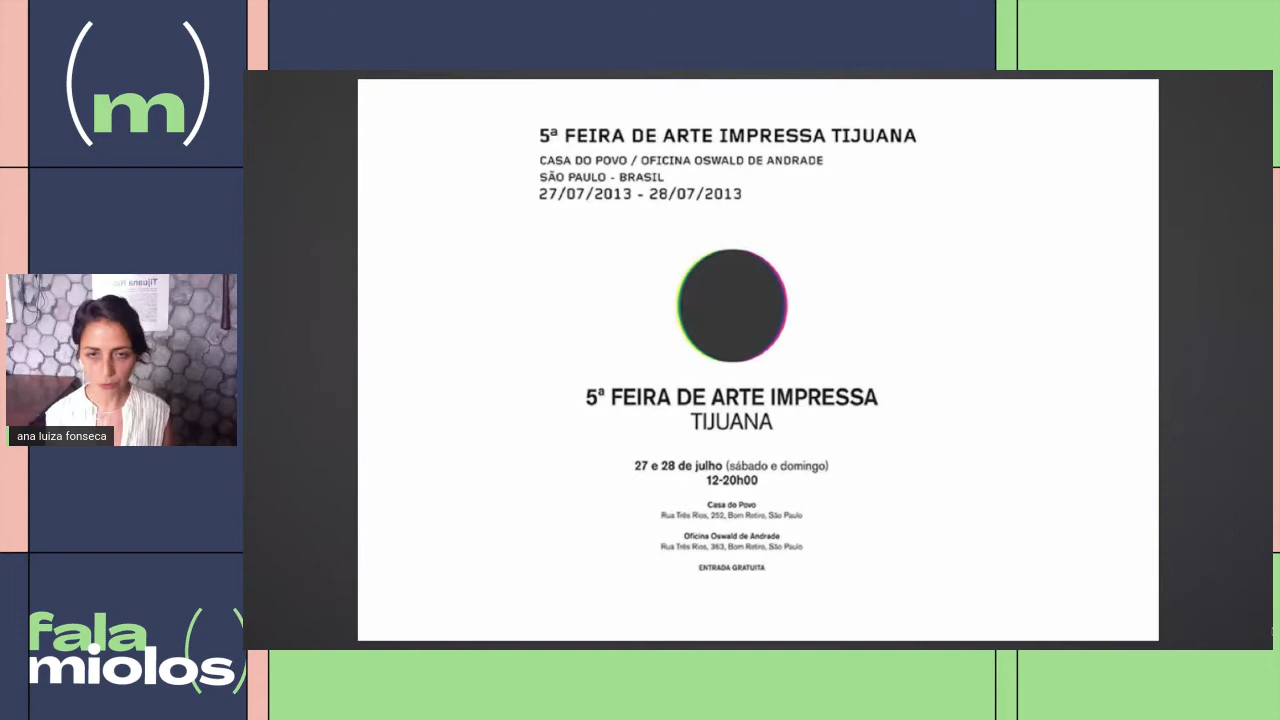 (m)
5ª FEIRA DE ARTE IMPRESSA TIJUANA
CASA DO POVO / OFICINA OSWALD DE ANDRADE
SÃO PAULO - BRASIL
27/07/2013 - 28/07/2013
5ª FEIRA DE ARTE IMPRESSA
TIJUANA
27 e 28 de julho (sábado e domingo)
12-20h00
Casa do Povo
Rua Três Rios, 252, Bom Retiro, São Paulo
Oficina Oswald de Andrade
Rua Três Rios, 363, Bom Retiro, São Paulo
ENTRADA GRATUITA
Tijuana
ana luiza fonseca
fala ( )
miolos